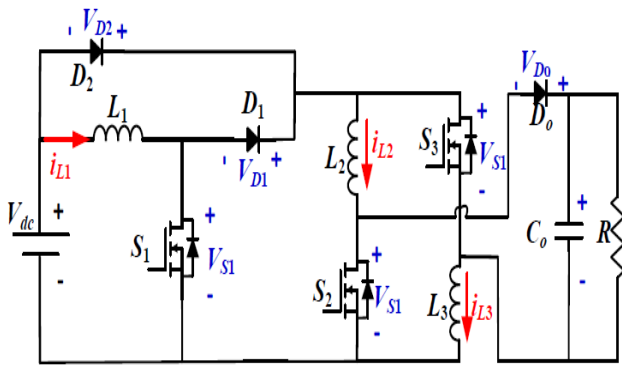 - V_D2 +
D_2
L_1
D_1
i_L1
- V_D1 +
V_dc
+
-
S_1
+
V_S1
-
L_2
i_L2
S_2
+
V_S1
-
S_3
+
V_S1
-
L_3
i_L3
- V_Do +
D_o
C_o
+
-
R